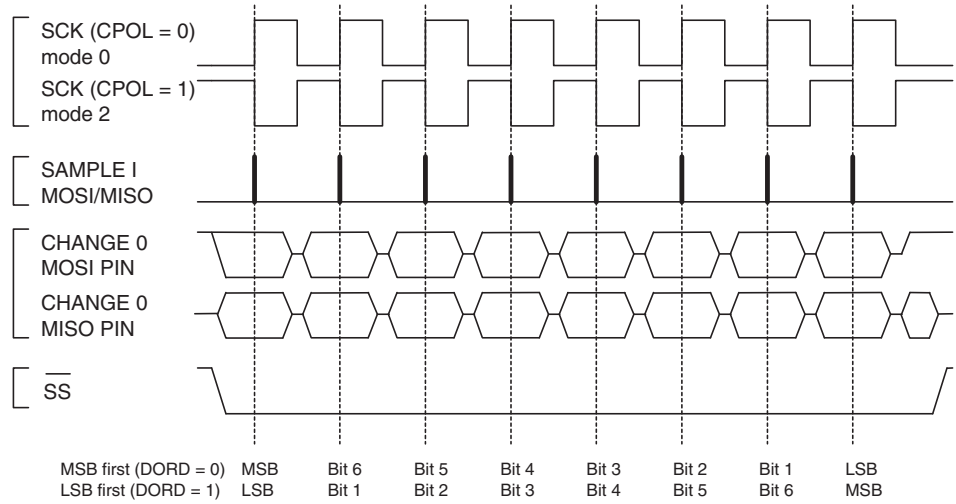 SCK (CPOL = 0)
mode 0
SCK (CPOL = 1)
mode 2
SAMPLE I
MOSI/MISO
CHANGE 0
MOSI PIN
CHANGE 0
MISO PIN
SS
MSB first (DORD = 0) MSB Bit 6 Bit 5 Bit 4 Bit 3 Bit 2 Bit 1 LSB
LSB first (DORD = 1) LSB Bit 1 Bit 2 Bit 3 Bit 4 Bit 5 Bit 6 MSB